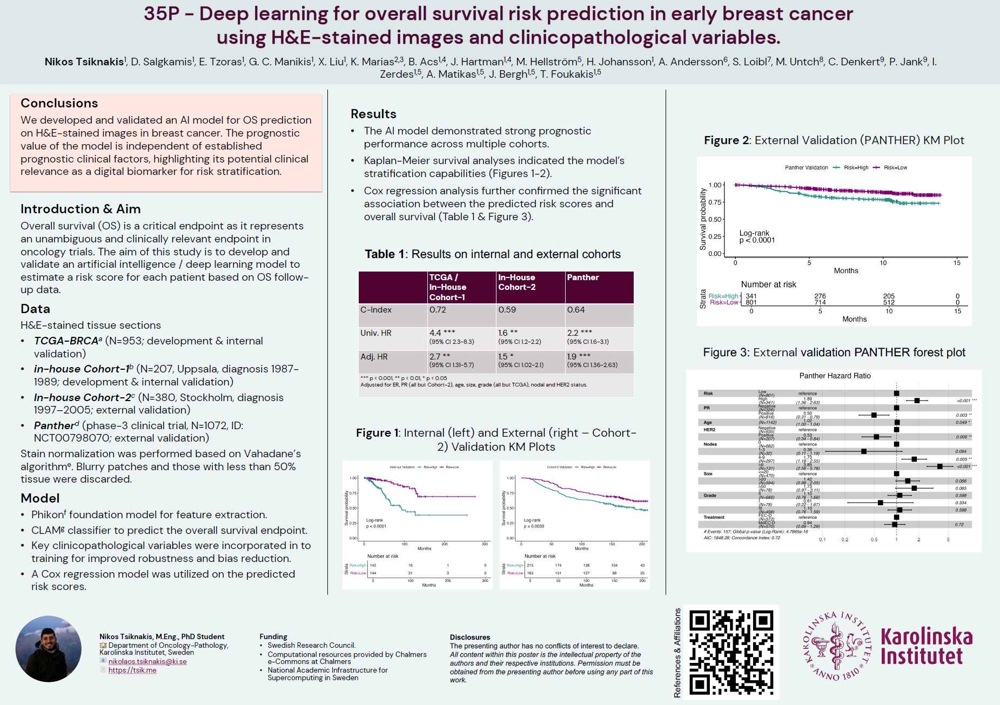 35P - Deep learning for overall survival risk prediction in early breast cancer
using H&E-stained images and clinicopathological variables.
Nikos Tsiknakis1, D. Salgkamis1, E. Tzoras1, G. C. Manikis1, X. Liu1, K. Marias2,3, B. Acs1,4, J. Hartman1,4, M. Hellström5, H. Johansson1, A. Andersson6, S. Loibl7, M. Untch8, C. Denkert9, P. Jank9, I.
Zerdes1,5, A. Matikas1,5, J. Bergh1,5, T. Foukakis1,5
Conclusions
We developed and validated an AI model for OS prediction
on H&E-stained images in breast cancer. The prognostic
value of the model is independent of established
prognostic clinical factors, highlighting its potential clinical
relevance as a digital biomarker for risk stratification.
Introduction & Aim
Overall survival (OS) is a critical endpoint as it represents
an unambiguous and clinically relevant endpoint in
oncology trials. The aim of this study is to develop and
validate an artificial intelligence / deep learning model to
estimate a risk score for each patient based on OS follow-
up data.
Data
H&E-stained tissue sections
• TCGA-BRCAa (N=953; development & internal
validation)
• in-house Cohort-1b (N=207, Uppsala, diagnosis 1987-
1989; development & internal validation)
• In-house Cohort-2c (N=380, Stockholm, diagnosis
1997–2005; external validation)
• Pantherd (phase-3 clinical trial, N=1072, ID:
NCT00798070; external validation)
Stain normalization was performed based on Vahadane's
algorithme. Blurry patches and those with less than 50%
tissue were discarded.
Model
• Phikonf foundation model for feature extraction.
• CLAMg classifier to predict the overall survival endpoint.
• Key clinicopathological variables were incorporated in to
training for improved robustness and bias reduction.
• A Cox regression model was utilized on the predicted
risk scores.
Results
• The AI model demonstrated strong prognostic
performance across multiple cohorts.
• Kaplan-Meier survival analyses indicated the model's
stratification capabilities (Figures 1-2).
• Cox regression analysis further confirmed the significant
association between the predicted risk scores and
overall survival (Table 1 & Figure 3).
Table 1: Results on internal and external cohorts
TCGA / In-House Cohort-1 In-House Cohort-2 Panther
C-Index 0.72 0.59 0.64
Univ. HR 4.4 *** 1.6 ** 2.2 ***
(95% CI 2.3-8.3) (95% CI 1.2-2.2) (95% CI 1.6-3.1)
Adj. HR 2.7 ** 1.5 * 1.9 ***
(95% CI 1.31-5.7) (95% CI 1.02-2.1) (95% CI 1.36-2.63)
*** p < 0.001, ** p < 0.01, * p < 0.05
Adjusted for ER, PR (all but Cohort-2), age, size, grade (all but TCGA), nodal and HER2 status.
Figure 1: Internal (left) and External (right – Cohort-
2) Validation KM Plots
Held-out Validation Risk=High Risk=Low
Survival probability
1.00
0.75
0.50
0.25
0.00
Log-rank
p < 0.0001
0 100 200 300
Months
Number at risk
Strata
Risk=High 145 16 1 0
Risk=Low 144 31 3 0
0 100 200 300
Months
Cohort-2 Validation Risk=High Risk=Low
Survival probability
1.00
0.75
0.50
0.25
0.00
Log-rank
p = 0.0039
0 50 100 150 200
Months
Number at risk
Strata
Risk=High 215 174 138 104 43
Risk=Low 165 151 127 98 25
0 50 100 150 200
Months
Figure 2: External Validation (PANTHER) KM Plot
Panther Validation Risk=High Risk=Low
Survival probability
1.00
0.75
0.50
0.25
0.00
Log-rank
p < 0.0001
0 5 10 15
Months
Number at risk
Strata
Risk=High 341 276 205 0
Risk=Low 801 714 512 0
0 5 10 15
Months
Figure 3: External validation PANTHER forest plot
Panther Hazard Ratio
Risk Low (N=801) reference
High (N=341) 1.89 (1.36 - 2.63) <0.001 ***
PR Negative (N=326) reference
Positive (N=816) 0.50 (0.31 - 0.79) 0.003 **
Age (N=1142) 1.02 (1.00 - 1.04) 0.049 *
HER2 Negative (N=935) reference
Positive (N=207) 0.53 (0.34 - 0.84) 0.006 **
Nodes 0 (N=682) reference
1-3 (N=32) 0.36 (0.11 - 1.19) 0.094
4-9 (N=297) 1.73 (1.18 - 2.55) 0.005 **
>9 (N=131) 3.85 (2.56 - 5.78) <0.001 ***
Size <=20 (N=470) reference
>20 (N=594) 1.42 (0.98 - 2.05) 0.066
>50 (N=78) 1.73 (0.97 - 3.11) 0.065
Grade II (N=560) 1.10 (0.76 - 1.59) 0.598
I (N=78) 0.61 (0.22 - 1.67) 0.334
III (N=498) 1.10 (0.76 - 1.59) 0.598
Treatment FEC-D (N=572) reference
tddEC-D (N=570) 0.94 (0.69 - 1.29) 0.72
# Events: 157; Global p-value (Log-Rank): 4.7865e-16
AIC: 1848.28; Concordance Index: 0.72
0.1 0.2 0.5 1 2 5
Nikos Tsiknakis, M.Eng., PhD Student
Department of Oncology-Pathology,
Karolinska Institutet, Sweden
nikolaos.tsiknakis@ki.se
https://tsik.me
Funding
• Swedish Research Council.
• Computational resources provided by Chalmers
e-Commons at Chalmers
• National Academic Infrastructure for
Supercomputing in Sweden
Disclosures
The presenting author has no conflicts of interest to declare.
All content within this poster is the intellectual property of the
authors and their respective institutions. Permission must be
obtained from the presenting author before using any part of this
work.
References & Affiliations
KAROLINSKA INSTITUTET
ANNO 1810
Karolinska
Institutet